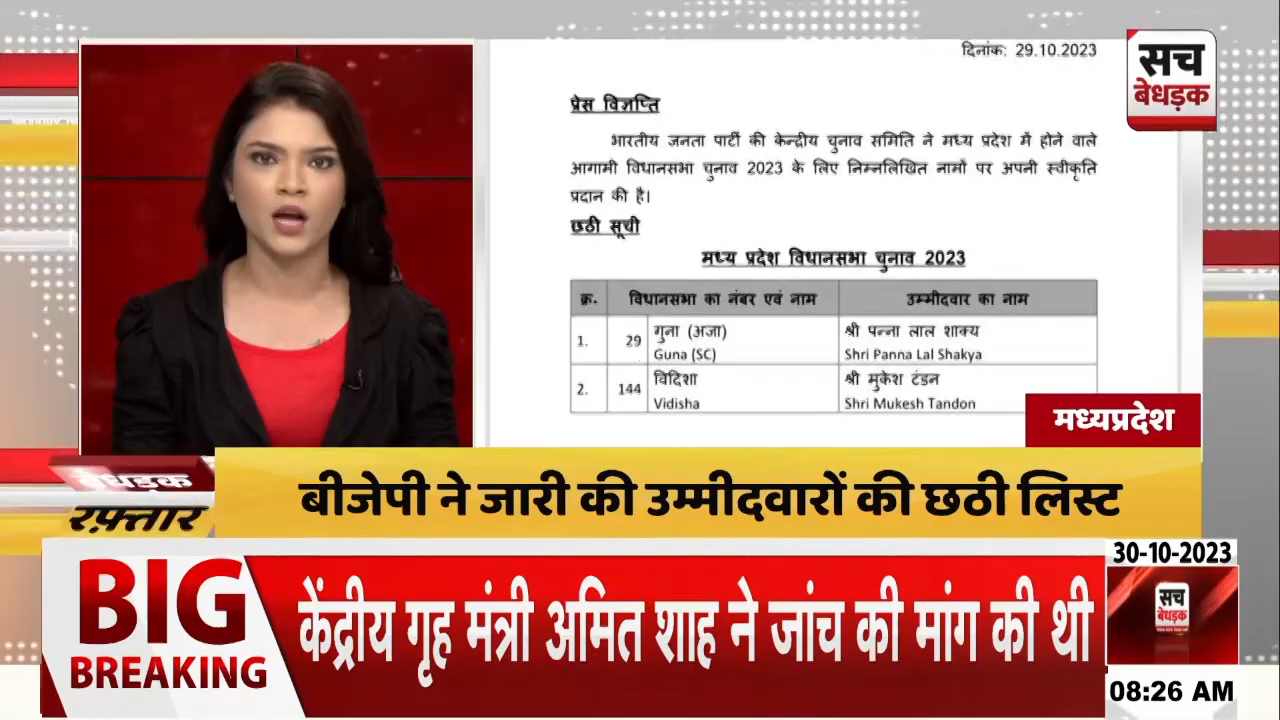 दिनांक: 29.10.2023
सच
बेधड़क
प्रेस विज्ञप्ति
भारतीय जनता पार्टी की केन्द्रीय चुनाव समिति ने मध्य प्रदेश में होने वाले
आगामी विधानसभा चुनाव 2023 के लिए निम्नलिखित नामों पर अपनी स्वीकृति
प्रदान की है।
छठी सूची
मध्य प्रदेश विधानसभा चुनाव 2023
क्र. विधानसभा का नंबर एवं नाम उम्मीदवार का नाम
1. 29 गुना (अजा) श्री पन्ना लाल शाक्य
Guna (SC) Shri Panna Lal Shakya
2. 144 विदिशा श्री मुकेश टंडन
Vidisha Shri Mukesh Tandon
मध्यप्रदेश
बेधड़क
रफ़्तार
बीजेपी ने जारी की उम्मीदवारों की छठी लिस्ट
BIG
BREAKING
केंद्रीय गृह मंत्री अमित शाह ने जांच की मांग की थी
30-10-2023
सच
बेधड़क
08:26 AM